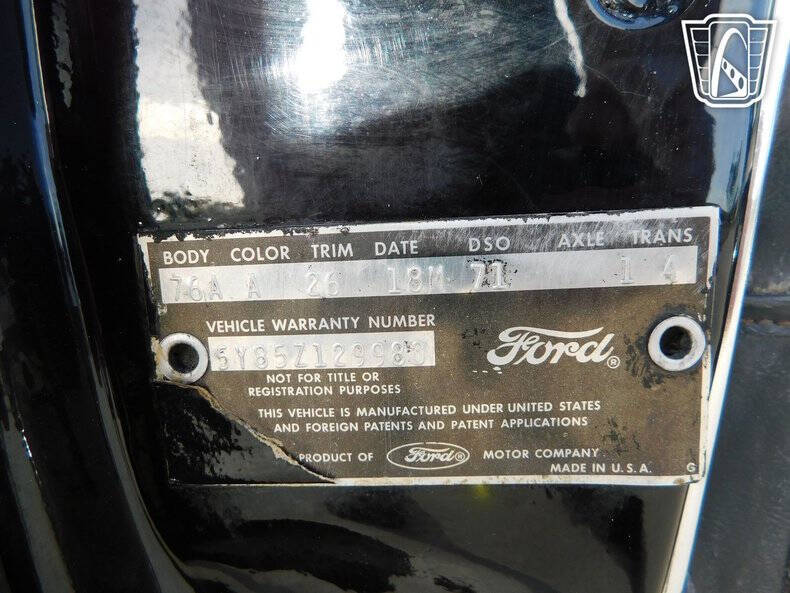 BODY COLOR TRIM DATE DSO AXLE TRANS
76A A 26 18M 71 1 4
VEHICLE WARRANTY NUMBER
5Y85Z129980
Ford®
NOT FOR TITLE OR
REGISTRATION PURPOSES
THIS VEHICLE IS MANUFACTURED UNDER UNITED STATES
AND FOREIGN PATENTS AND PATENT APPLICATIONS
PRODUCT OF Ford® MOTOR COMPANY
MADE IN U.S.A. G